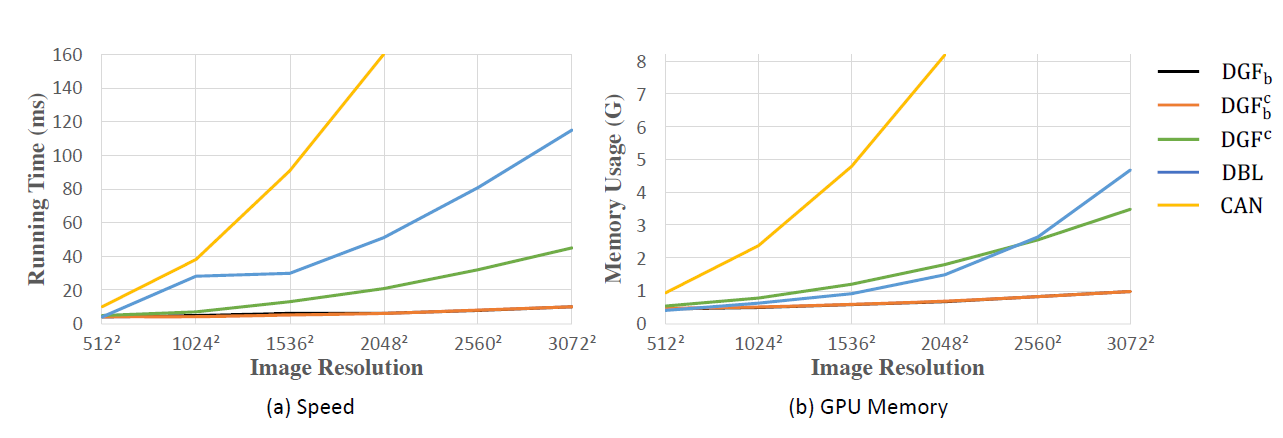 160
140
120
100
80
60
40
20
0
Running Time (ms)
512² 1024² 1536² 2048² 2560² 3072²
Image Resolution
(a) Speed
8
7
6
5
4
3
2
1
0
Memory Usage (G)
512² 1024² 1536² 2048² 2560² 3072²
Image Resolution
(b) GPU Memory
DGF_b
DGF_b^c
DGF^c
DBL
CAN